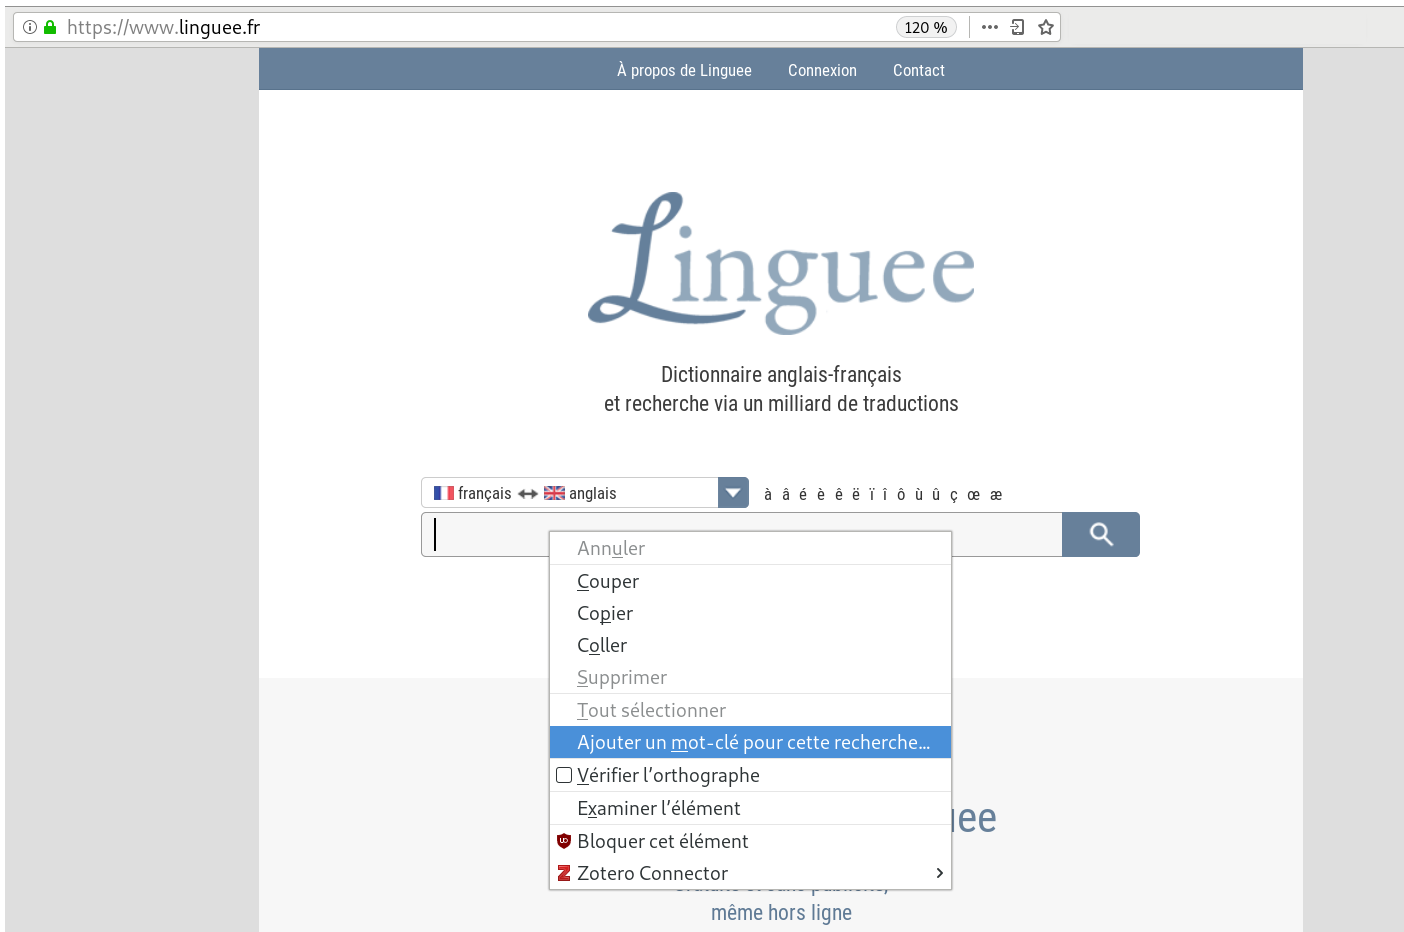 https://www.linguee.fr
120 %
À propos de Linguee Connexion Contact
Linguee
Dictionnaire anglais-français
et recherche via un milliard de traductions
français anglais à â é è ê ë ï î ô ù û ç œ æ
Annuler
Couper
Copier
Coller
Supprimer
Tout sélectionner
Ajouter un mot-clé pour cette recherche...
Vérifier l’orthographe
Examiner l’élément
Bloquer cet élément
Zotero Connector
même hors ligne